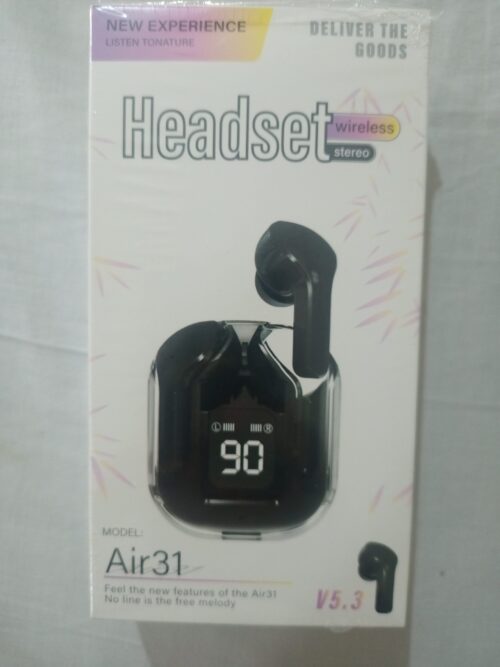 NEW EXPERIENCE
LISTEN TONATURE
DELIVER THE
GOODS
Headset
wireless
stereo
L R
90
MODEL:
Air31
Feel the new features of the Air31
No line is the free melody
V5.3